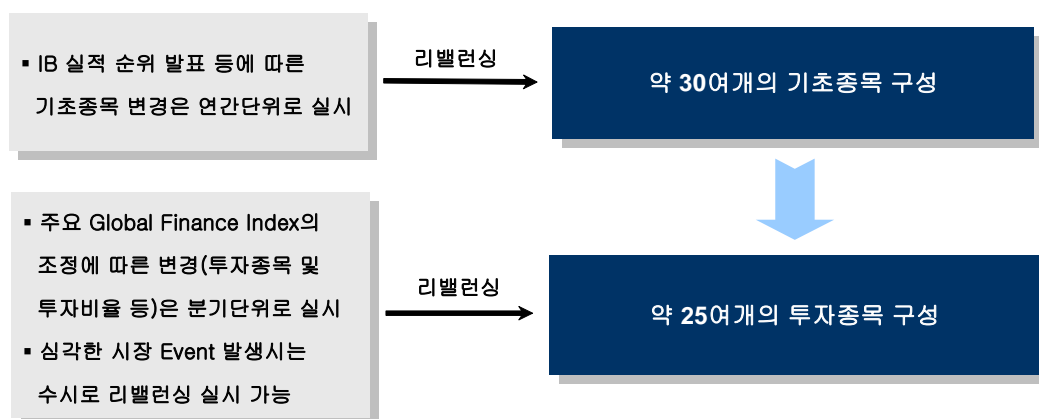 ▪ IB 실적 순위 발표 등에 따른
기초종목 변경은 연간단위로 실시
리밸런싱
약 30여개의 기초종목 구성
▪ 주요 Global Finance Index의
조정에 따른 변경(투자종목 및
투자비율 등)은 분기단위로 실시
▪ 심각한 시장 Event 발생시는
수시로 리밸런싱 실시 가능
리밸런싱
약 25여개의 투자종목 구성